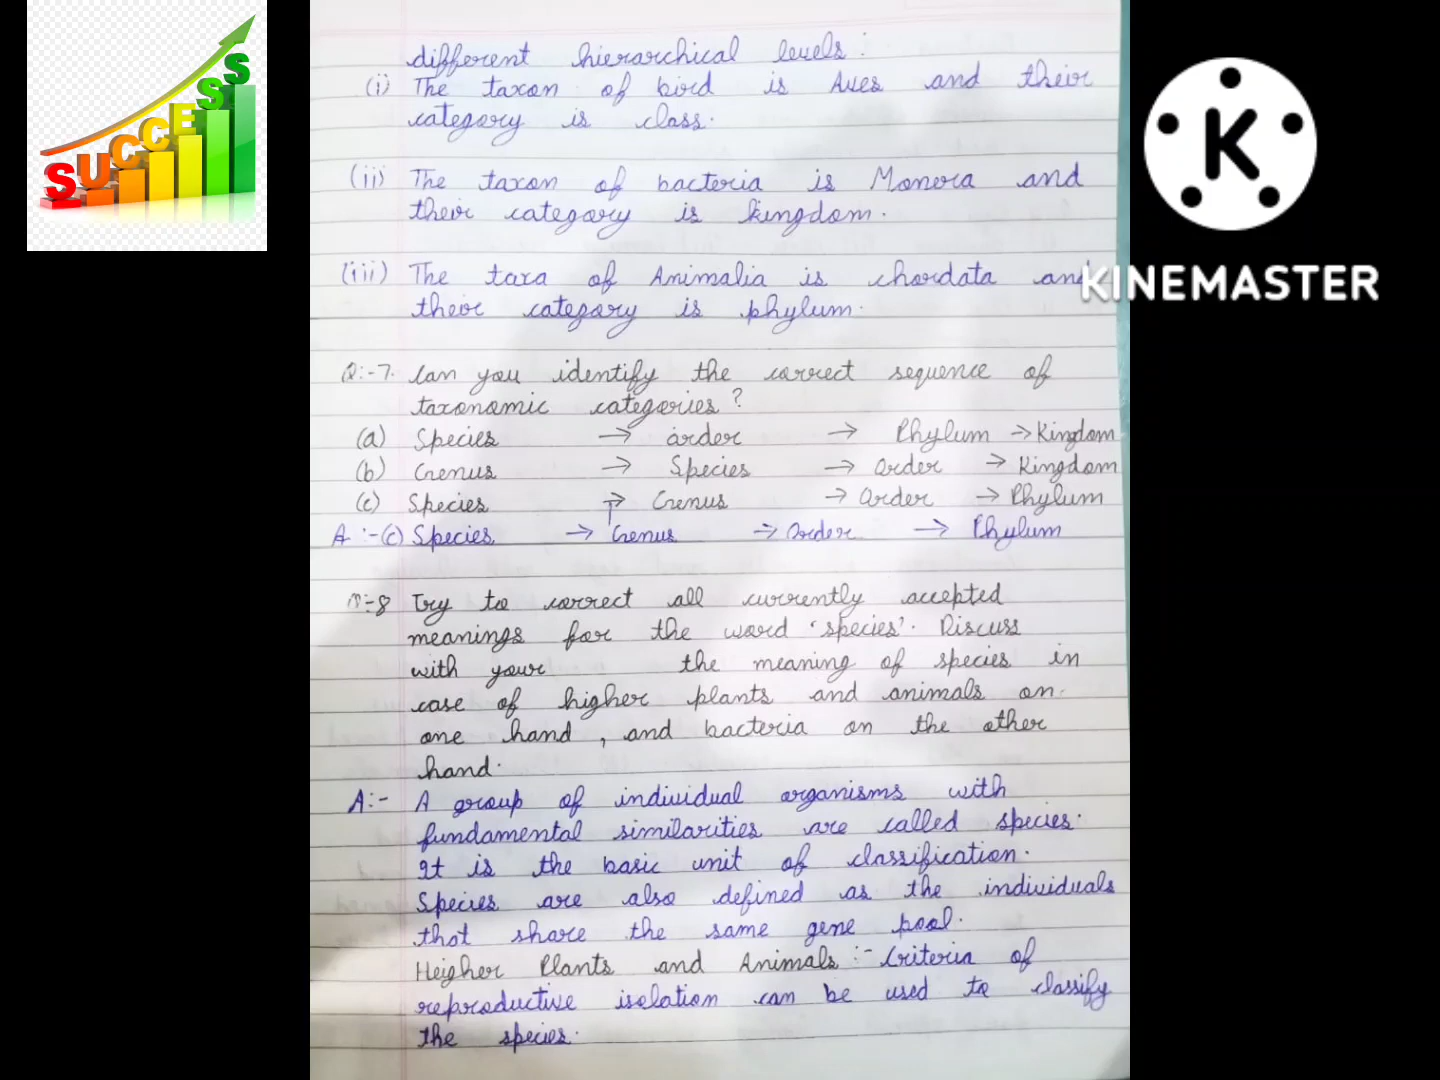 SUCCESS
different hierarchical levels:
(i) The taxon of bird is Aves and their
category is class.
(ii) The taxon of bacteria is Monera and
their category is kingdom.
(iii) The taxa of Animalia is chordata and
their category is phylum.
KINEMASTER
Q:-7. Can you identify the correct sequence of
taxonomic categories?
(a) Species → order → Phylum → Kingdom
(b) Genus → Species → order → Kingdom
(c) Species → Genus → order → Phylum
A:-(c) Species → Genus → Order → Phylum
Q:-8 Try to correct all currently accepted
meanings for the word 'species'. Discuss
with your the meaning of species in
case of higher plants and animals on
one hand, and bacteria on the other
hand.
A:- A group of individual organisms with
fundamental similarities are called species.
It is the basic unit of classification.
Species are also defined as the individuals
that share the same gene pool.
Heigher Plants and Animals:- Criteria of
reproductive isolation can be used to classify
the species.
K